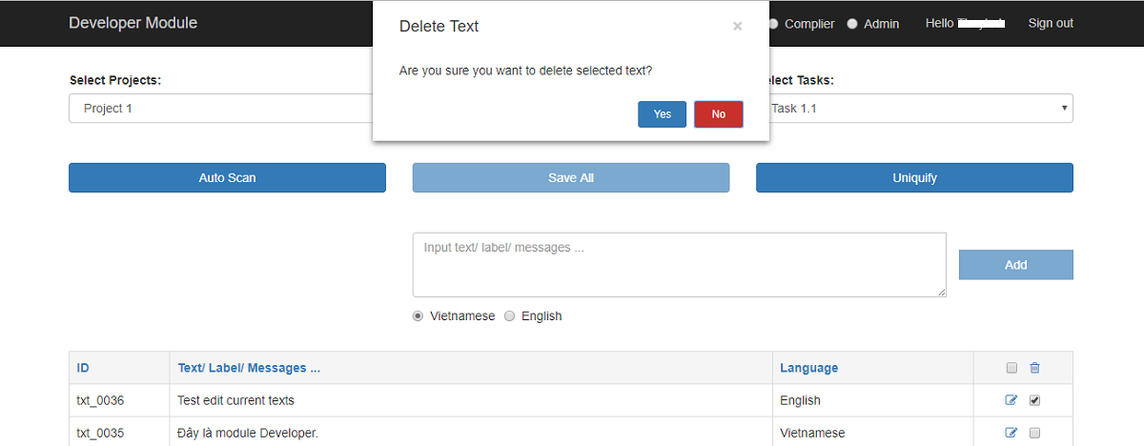 Developer Module
Complier Admin Hello Sign out
Delete Text ×
Are you sure you want to delete selected text?
Yes No
Select Projects:
elect Tasks:
Project 1
Task 1.1
Auto Scan Save All Uniquify
Input text/ label/ messages ...
Add
Vietnamese English
ID Text/ Label/ Messages ... Language
txt_0036 Test edit current texts English
txt_0035 Đây là module Developer. Vietnamese